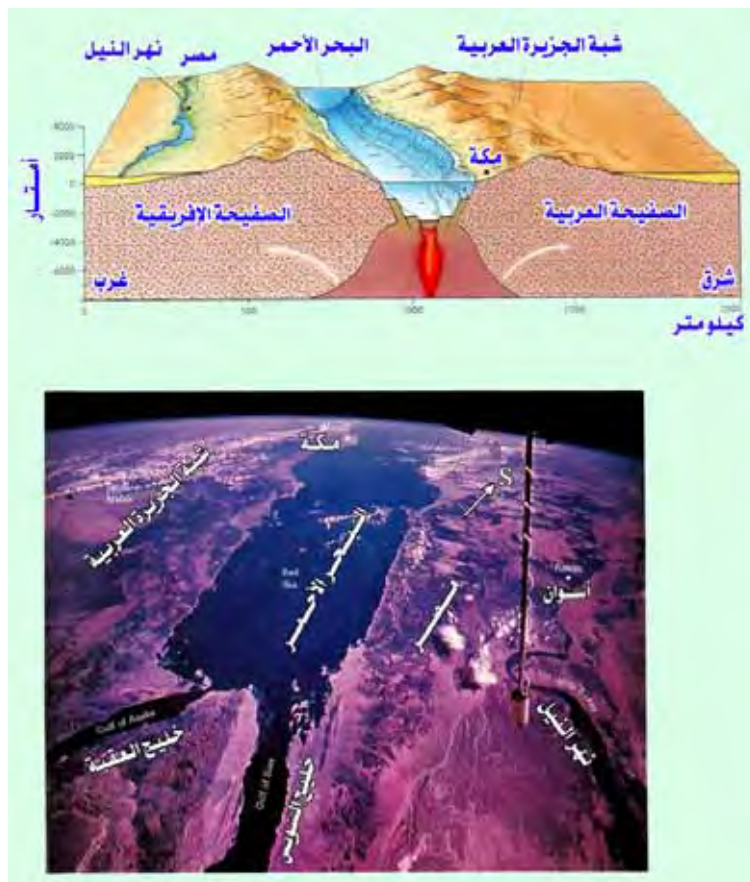 شبة الجزيرة العربية
البحر الأحمر
مصر
نهر النيل
مكة
4000
2000
0
2000
4000
6000
أمتار
الصفيحة العربية
الصفيحة الإفريقية
شرق
غرب
0
500
1000
1500
2000
كيلومتر
مكة
شبة الجزيرة العربية
S
البحر الأحمر
Red
Sea
مصر
أسوان
نهر النيل
Gulf of Aqaba
خليج العقبة
Gulf of Suez
خليج السويس